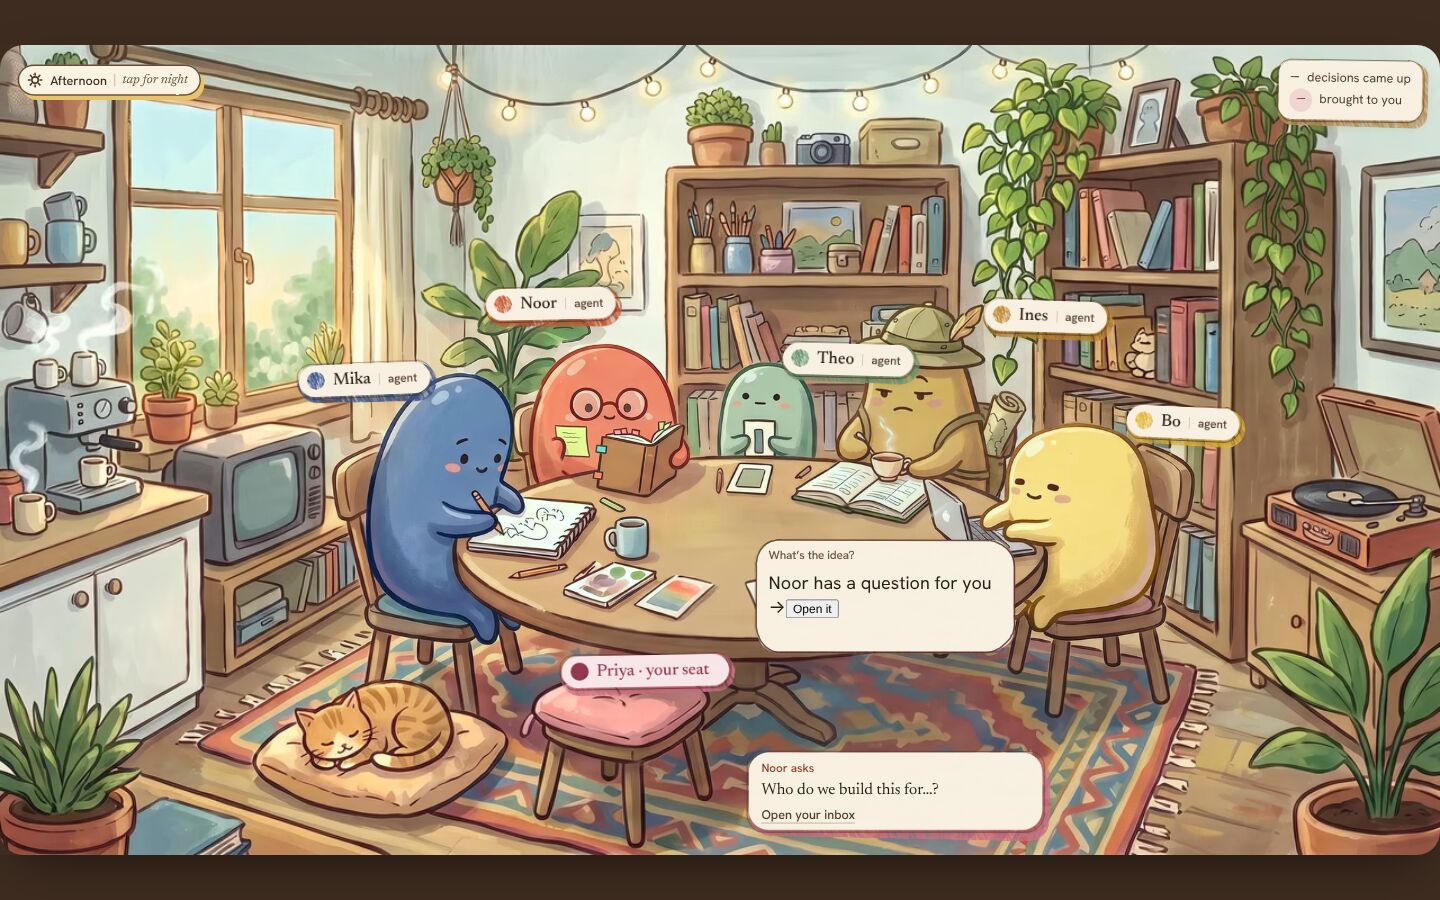 Afternoon | tap for night
– decisions came up
– brought to you
Noor | agent
Ines | agent
Theo | agent
Mika | agent
Bo | agent
What's the idea?
Noor has a question for you
→ Open it
Priya · your seat
Noor asks
Who do we build this for...?
Open your inbox